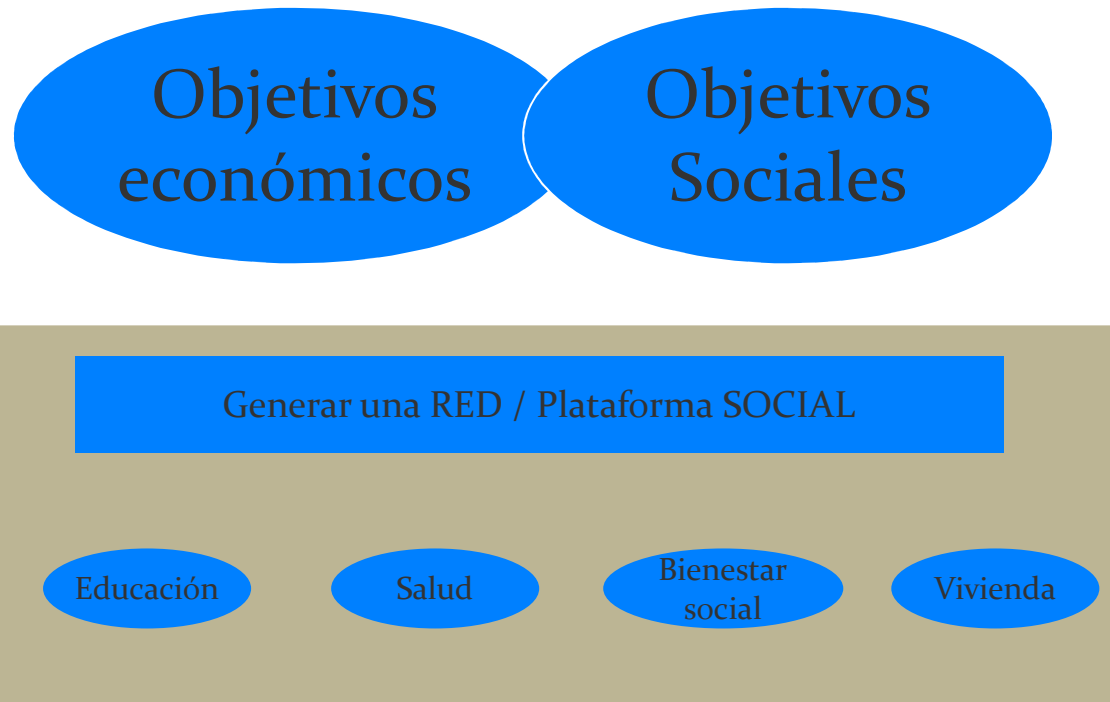 Objetivos
económicos
Objetivos
Sociales
Generar una RED / Plataforma SOCIAL
Educación
Salud
Bienestar
social
Vivienda